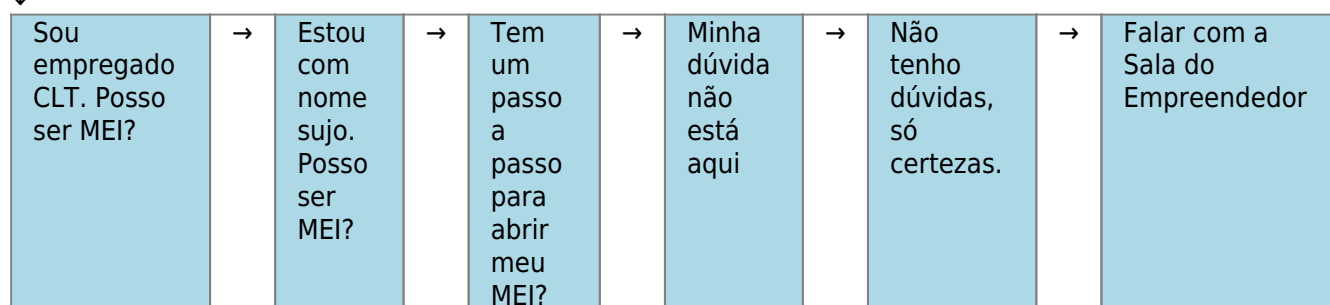 Sou
empregado
CLT. Posso
ser MEI?
→
Estou
com
nome
sujo.
Posso
ser
MEI?
→
Tem
um
passo
a
passo
para
abrir
meu
MEI?
→
Minha
dúvida
não
está
aqui
→
Não
tenho
dúvidas,
só
certezas.
→
Falar com a
Sala do
Empreendedor